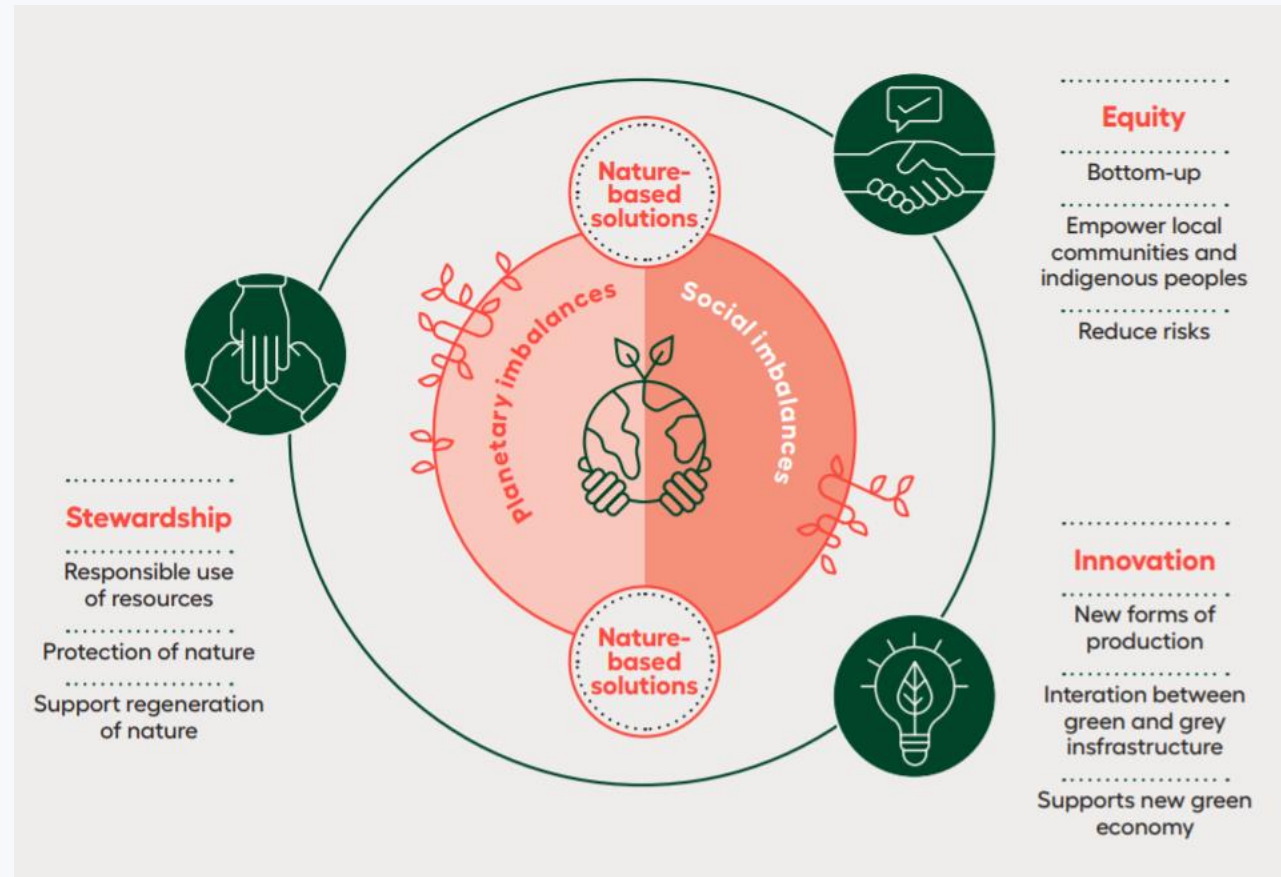 Nature-
based
solutions
Planetary imbalances
Social imbalances
Nature-
based
solutions
Equity
Bottom-up
Empower local
communities and
indigenous peoples
Reduce risks
Stewardship
Responsible use
of resources
Protection of nature
Support regeneration
of nature
Innovation
New forms of
production
Interation between
green and grey
insfrastructure
Supports new green
economy